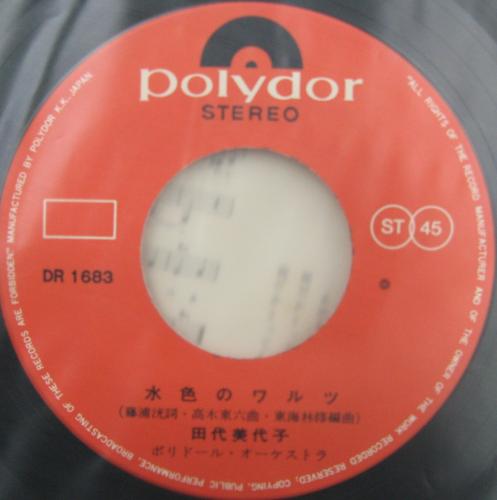 polydor
STEREO
ST 45
DR 1683
水色のワルツ
(藤浦洸詞・高木東六曲・東海林修編曲)
田代美代子
ポリドール・オーケストラ
"ALL RIGHTS OF THE RECORD MANUFACTURER AND OF THE OWNER OF THE WORK RECORDED RESERVED, COPYING, PUBLIC PERFORMANCE, BROADCASTING OF THESE RECORDS ARE FORBIDDEN" MANUFACTURED BY POLYDOR K.K. JAPAN